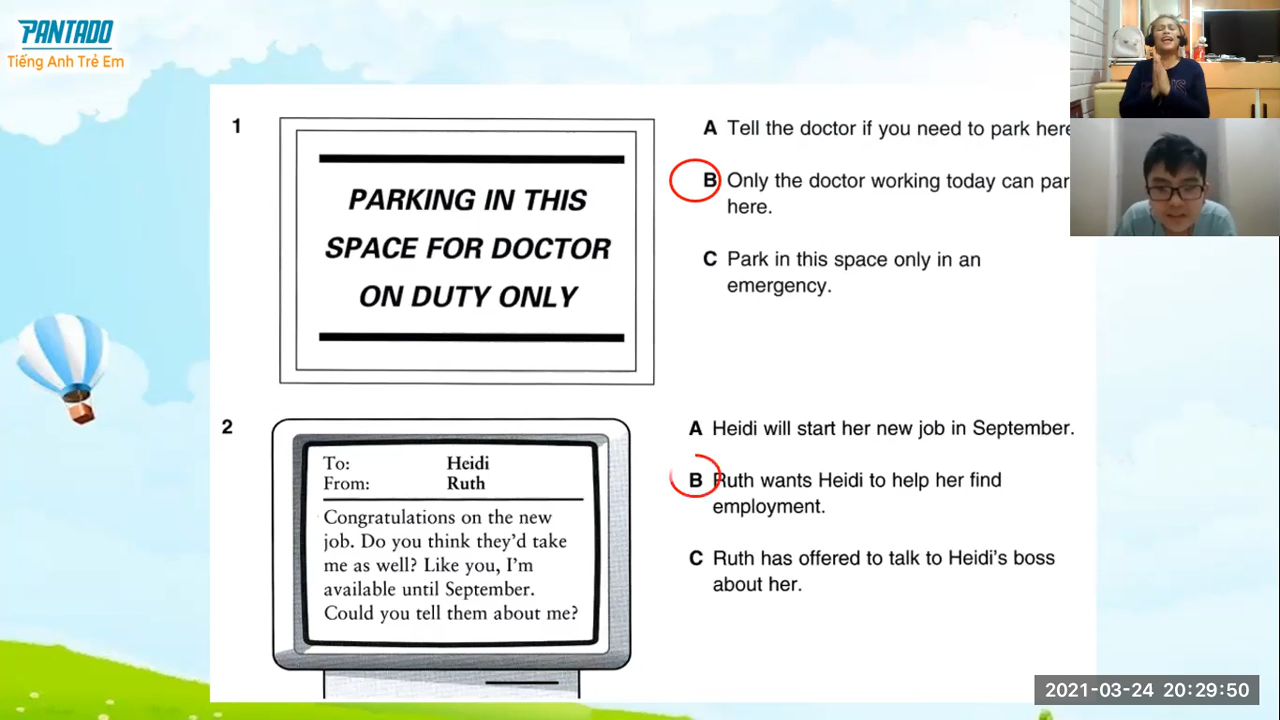 PANTADO
Tiếng Anh Trẻ Em
1
PARKING IN THIS
SPACE FOR DOCTOR
ON DUTY ONLY
A Tell the doctor if you need to park here
B Only the doctor working today can par
here.
C Park in this space only in an
emergency.
2
To: Heidi
From: Ruth
Congratulations on the new
job. Do you think they'd take
me as well? Like you, I'm
available until September.
Could you tell them about me?
A Heidi will start her new job in September.
B Ruth wants Heidi to help her find
employment.
C Ruth has offered to talk to Heidi's boss
about her.
2021-03-24 20:29:50